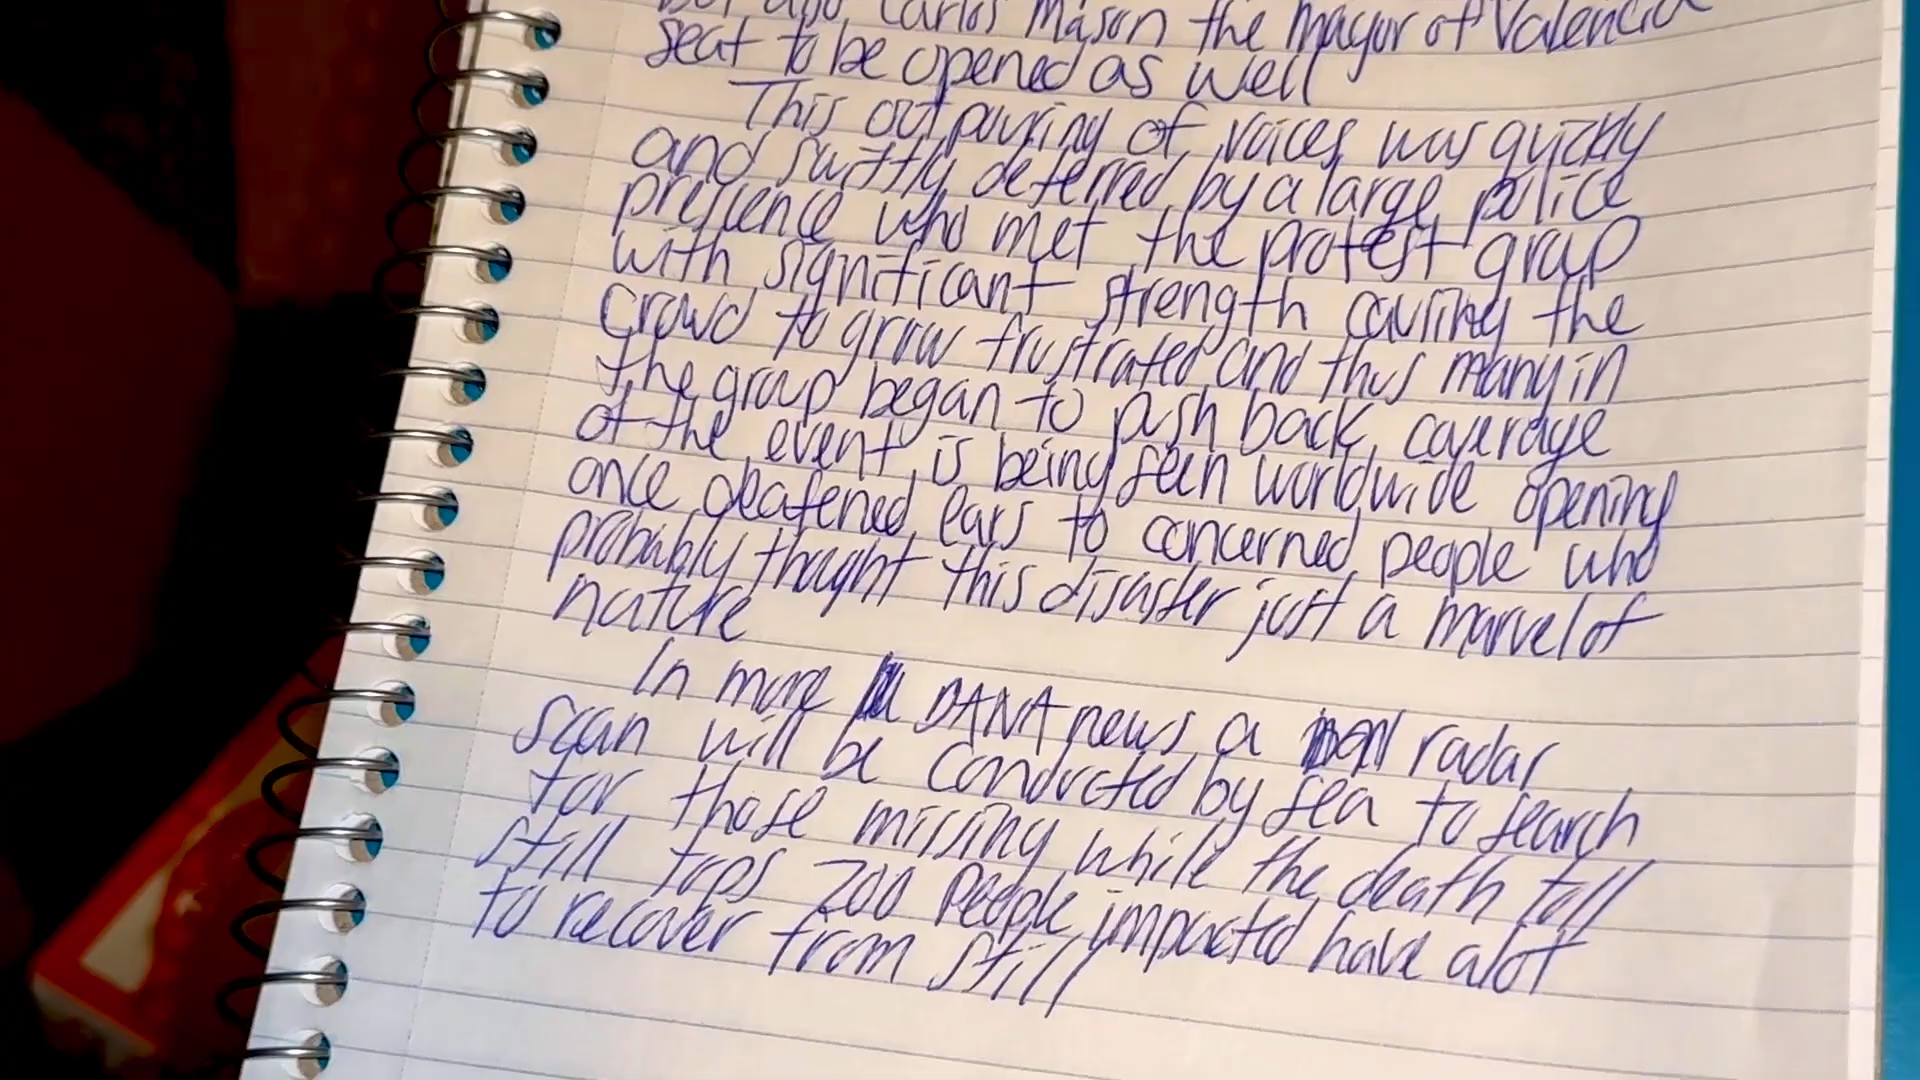 but also Carlos Mason the mayor of Valencia
seat to be opened as well
This outpouring of voices was quickly
and swiftly deferred by a large police
prescence who met the protest group
with significant strength causing the
crowd to grow frustrated and thus many in
the group began to push back, coverage
of the event is being seen worldwide opening
once deafened ears to concerned people who
probably thought this disaster just a marvel of
nature
In more DANA news a radar
scan will be conducted by sea to search
for those missing while the death toll
still tops 200 people impacted have alot
to recover from still